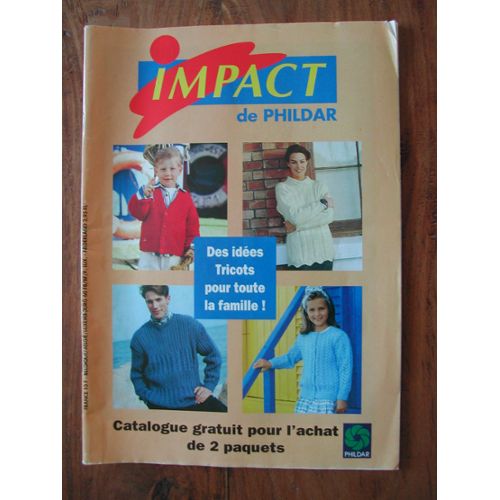 IMPACT
de PHILDAR
Des idées
Tricots
pour toute
la famille !
Catalogue gratuit pour l'achat
de 2 paquets
PHILDAR